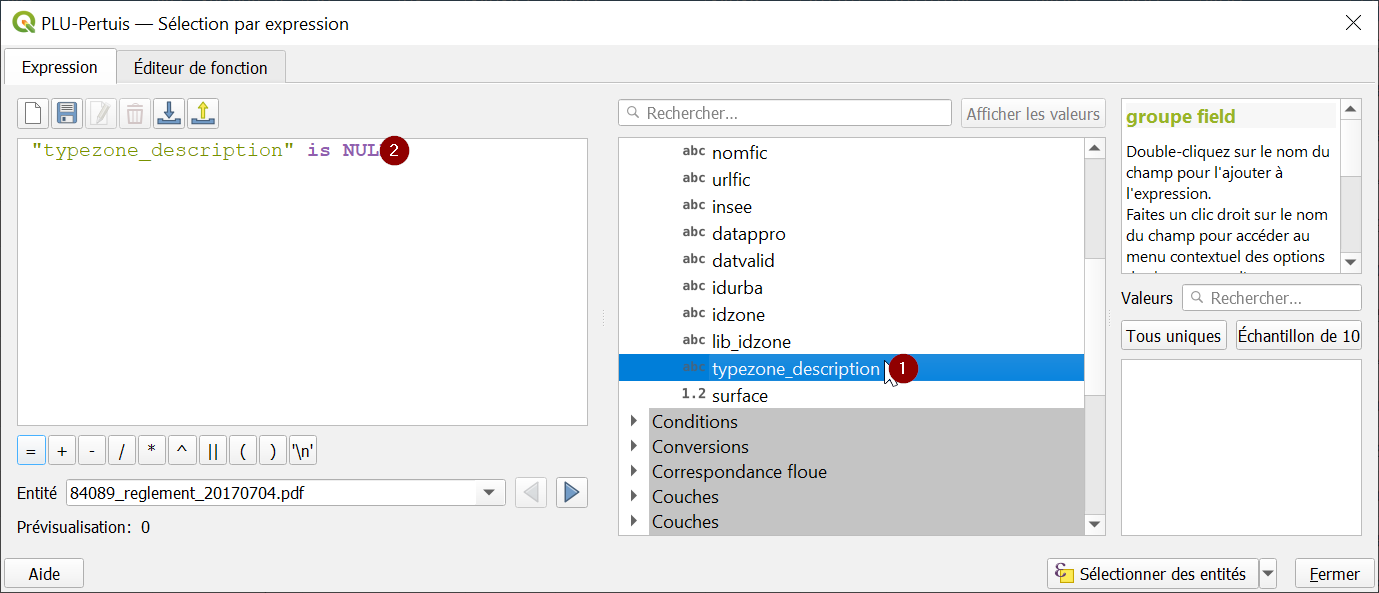 PLU-Pertuis — Sélection par expression
Expression
Éditeur de fonction
"typezone_description" is NUL
2
=
+
-
/
*
^
||
(
)
'\n'
Entité
84089_reglement_20170704.pdf
Prévisualisation: 0
Rechercher...
Afficher les valeurs
abc nomfic
abc urlfic
abc insee
abc datappro
abc datvalid
abc idurba
abc idzone
abc lib_idzone
abc typezone_description
1
1.2 surface
Conditions
Conversions
Correspondance floue
Couches
Couches
groupe field
Double-cliquez sur le nom du
champ pour l'ajouter à
l'expression.
Faites un clic droit sur le nom
du champ pour accéder au
menu contextuel des options
Valeurs
Rechercher...
Tous uniques
Échantillon de 10
Aide
Sélectionner des entités
Fermer